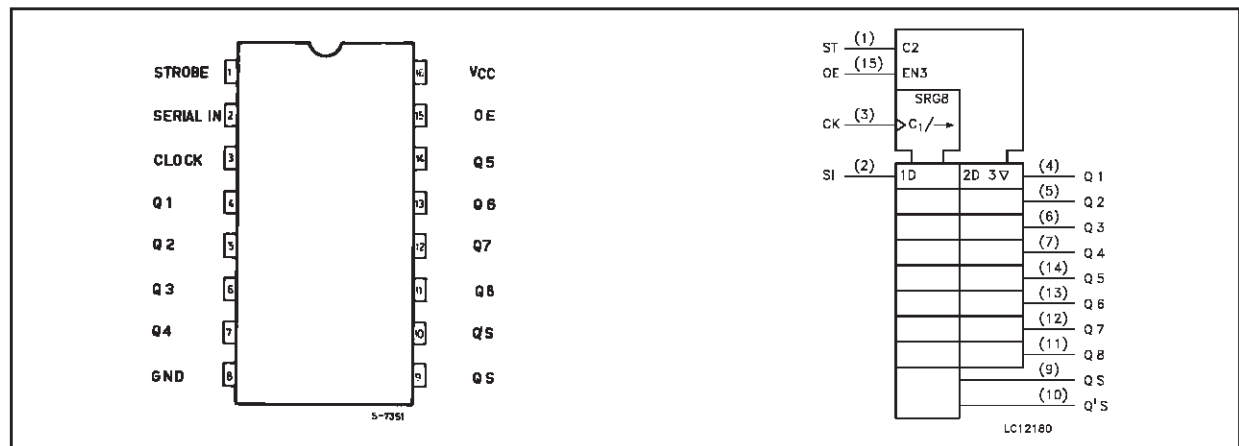 STROBE 1 16 VCC
SERIAL IN 2 15 OE
CLOCK 3 14 Q5
Q1 4 13 Q6
Q2 5 12 Q7
Q3 6 11 Q8
Q4 7 10 Q'S
GND 8 9 QS
S-7351
ST (1) C2
OE (15) EN3
SRG8
CK (3) C1/→
SI (2) 1D 2D 3▽ (4) Q1
(5) Q2
(6) Q3
(7) Q4
(14) Q5
(13) Q6
(12) Q7
(11) Q8
(9) QS
(10) Q'S
LC12180